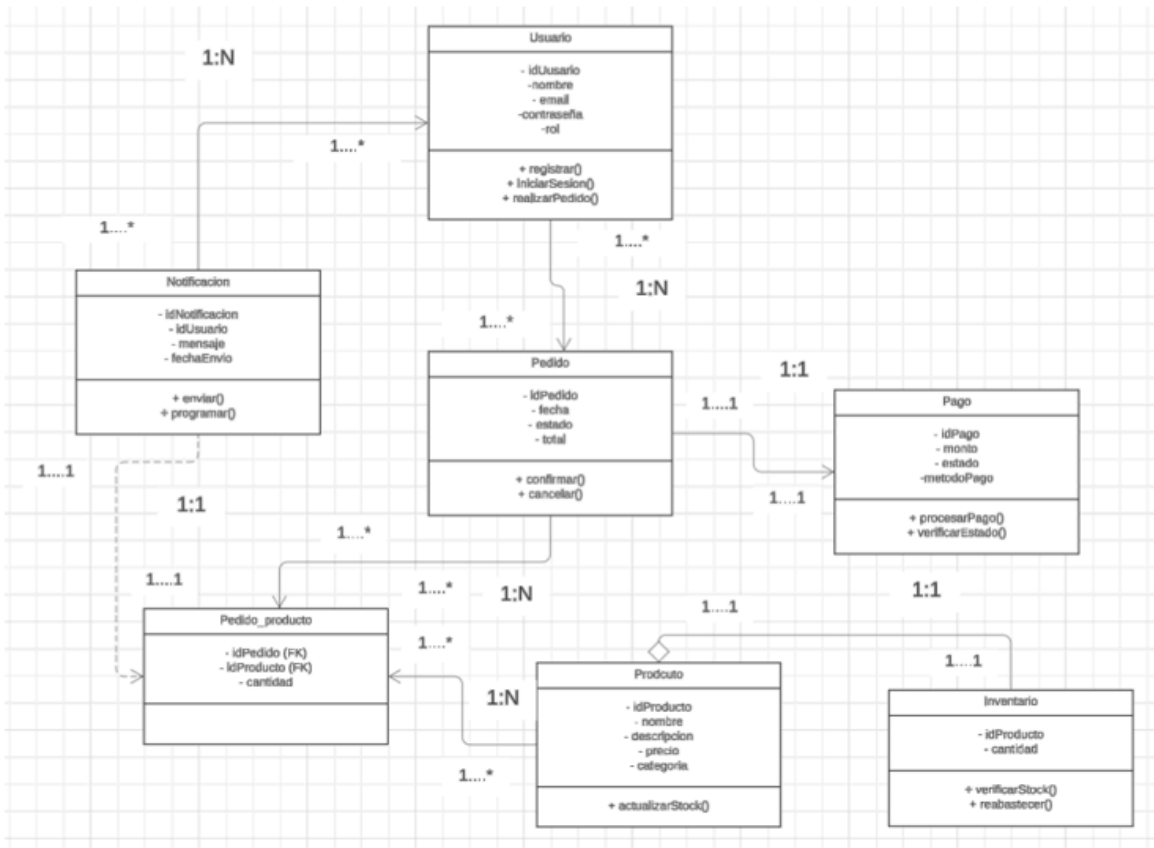 Usuario
- idUusario
-nombre
- email
-contraseña
-rol
+ registrar()
+ iniciarSesion()
+ realizarPedido()
1:N
1....*
1....*
Notificacion
- idNotificacion
- idUsuario
- mensaje
- fechaEnvio
+ enviar()
+ programar()
1....*
1:N
1....*
Pedido
- idPedido
- fecha
- estado
- total
+ confirmar()
+ cancelar()
1:1
1....1
1....1
Pago
- idPago
- monto
- estado
-metodoPago
+ procesarPago()
+ verificarEstado()
1....1
1:1
1....1
1....*
1....*
1:N
Pedido_producto
- idPedido (FK)
- idProducto (FK)
- cantidad
1....*
1:N
1....*
Prodcuto
- idProducto
- nombre
- descripcion
- precio
- categoria
+ actualizarStock()
1:1
1....1
1....1
Inventario
- idProducto
- cantidad
+ verificarStock()
+ reabastecer()